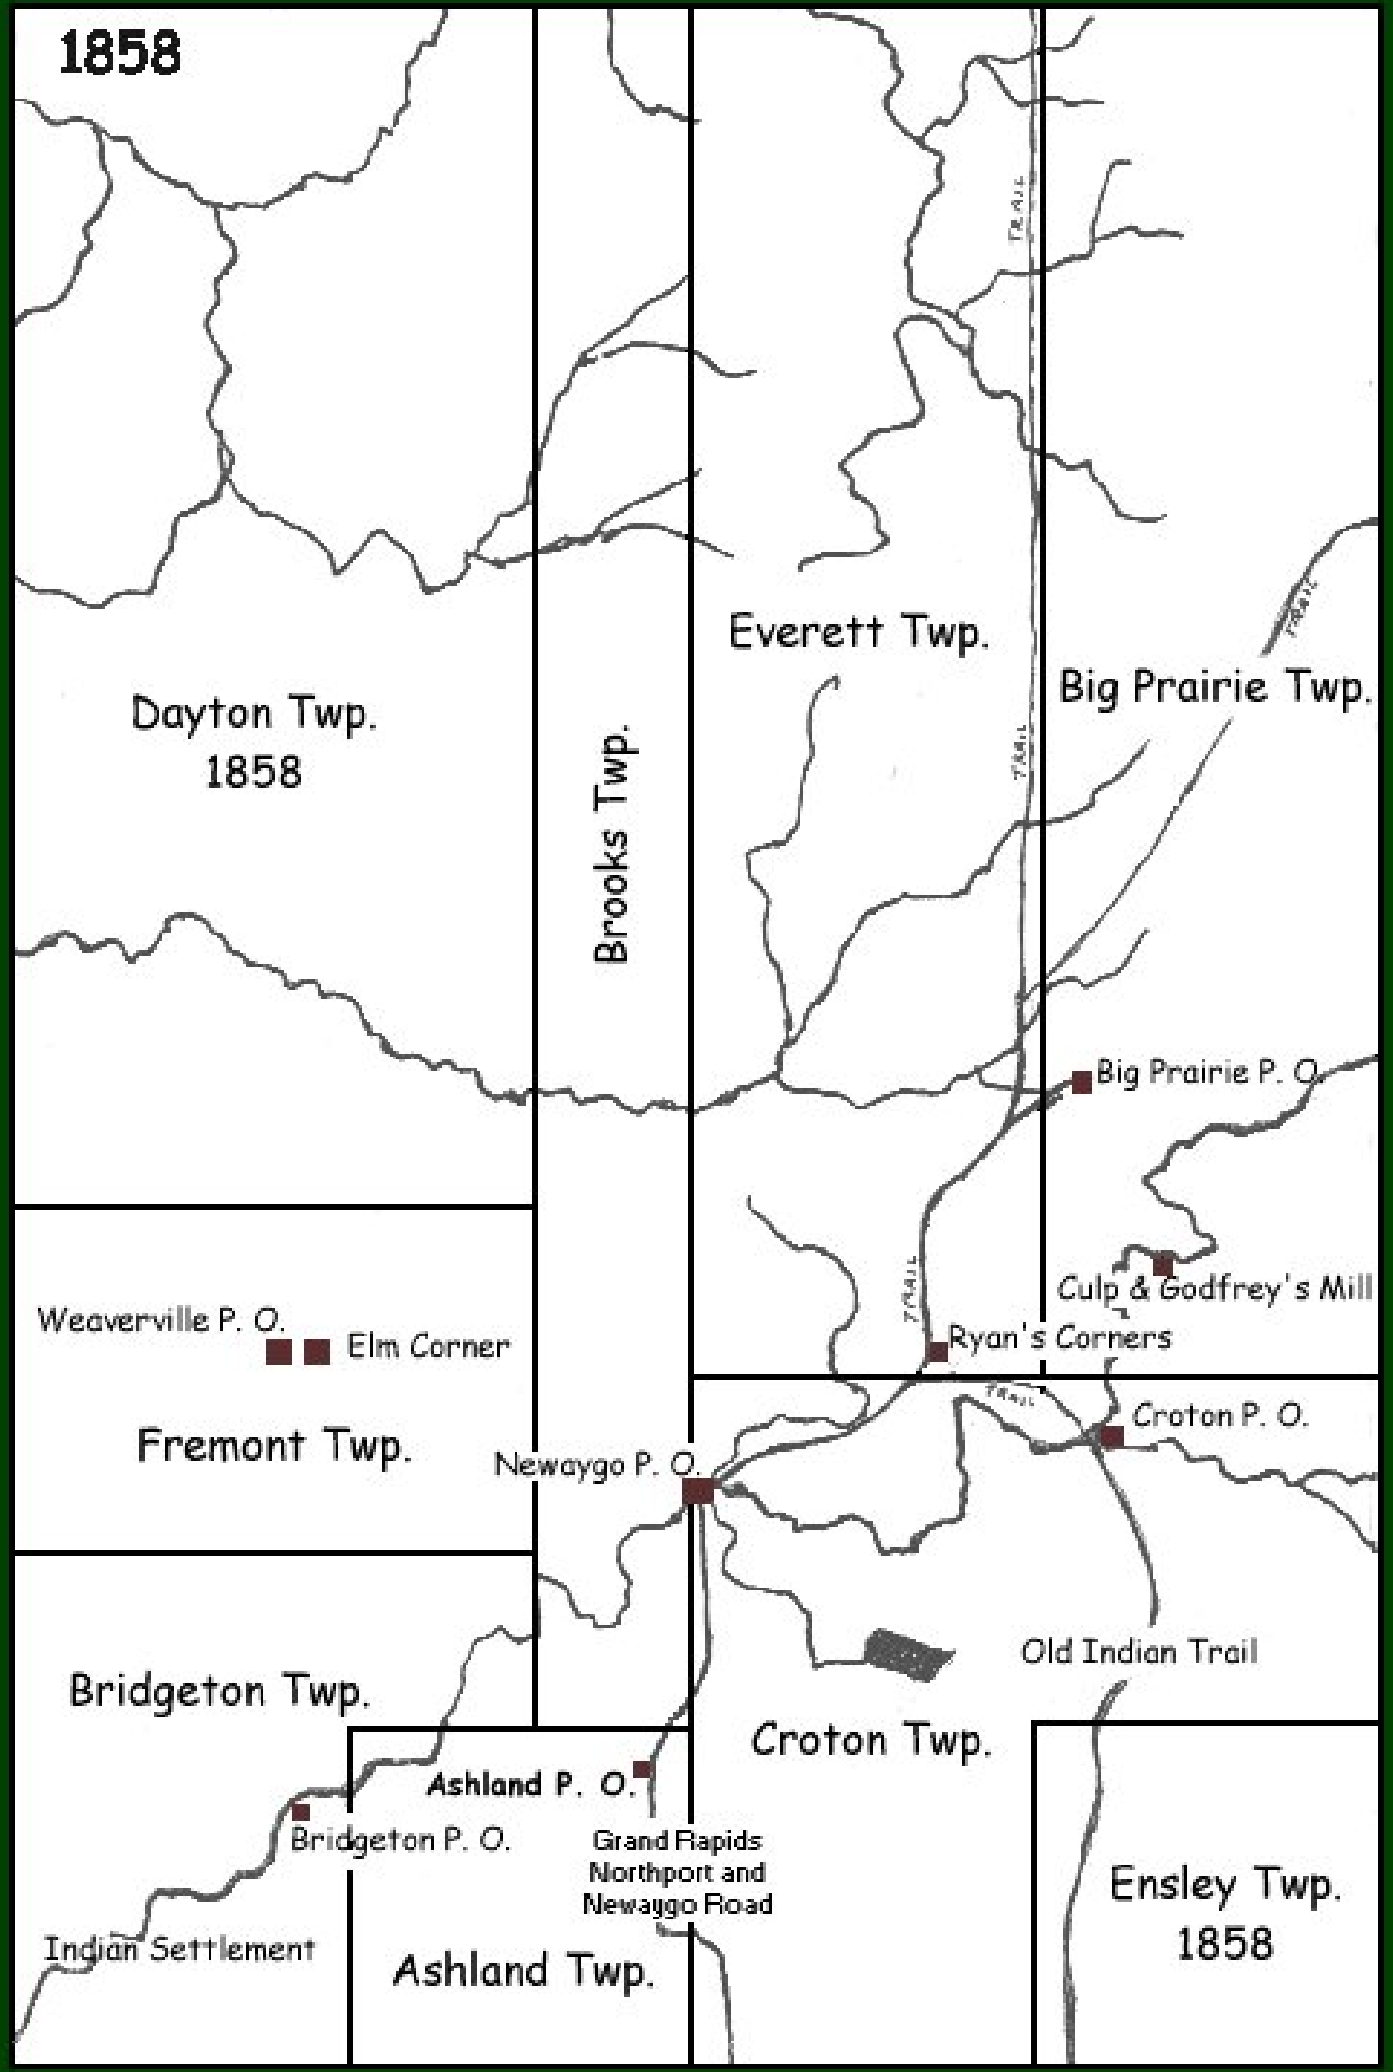 1858
TRAIL
Everett Twp.
TRAIL
Big Prairie Twp.
Dayton Twp.
1858
Brooks Twp.
TRAIL
Big Prairie P. O.
TRAIL
Culp & Godfrey's Mill
Weaverville P. O.
Elm Corner
Ryan's Corners
TRAIL
Croton P. O.
Fremont Twp.
Newaygo P. O.
Old Indian Trail
Bridgeton Twp.
Croton Twp.
Ashland P. O.
Bridgeton P. O.
Grand Rapids
Northport and
Newaygo Road
Ensley Twp.
1858
Indian Settlement
Ashland Twp.